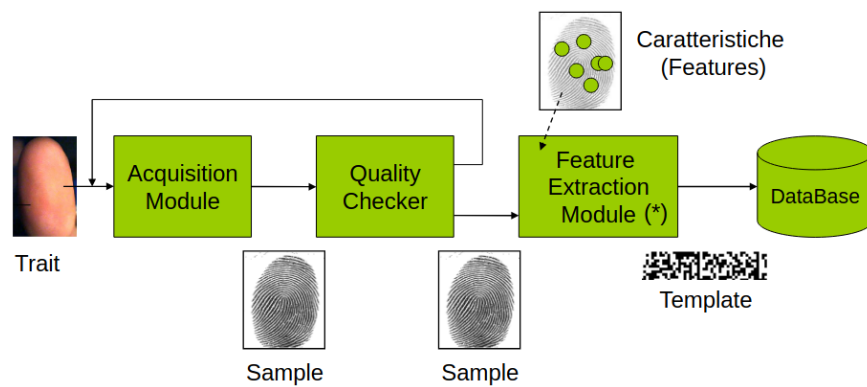 Caratteristiche
(Features)
Acquisition
Module
Quality
Checker
Feature
Extraction
Module (*)
DataBase
Trait
Sample
Sample
Template